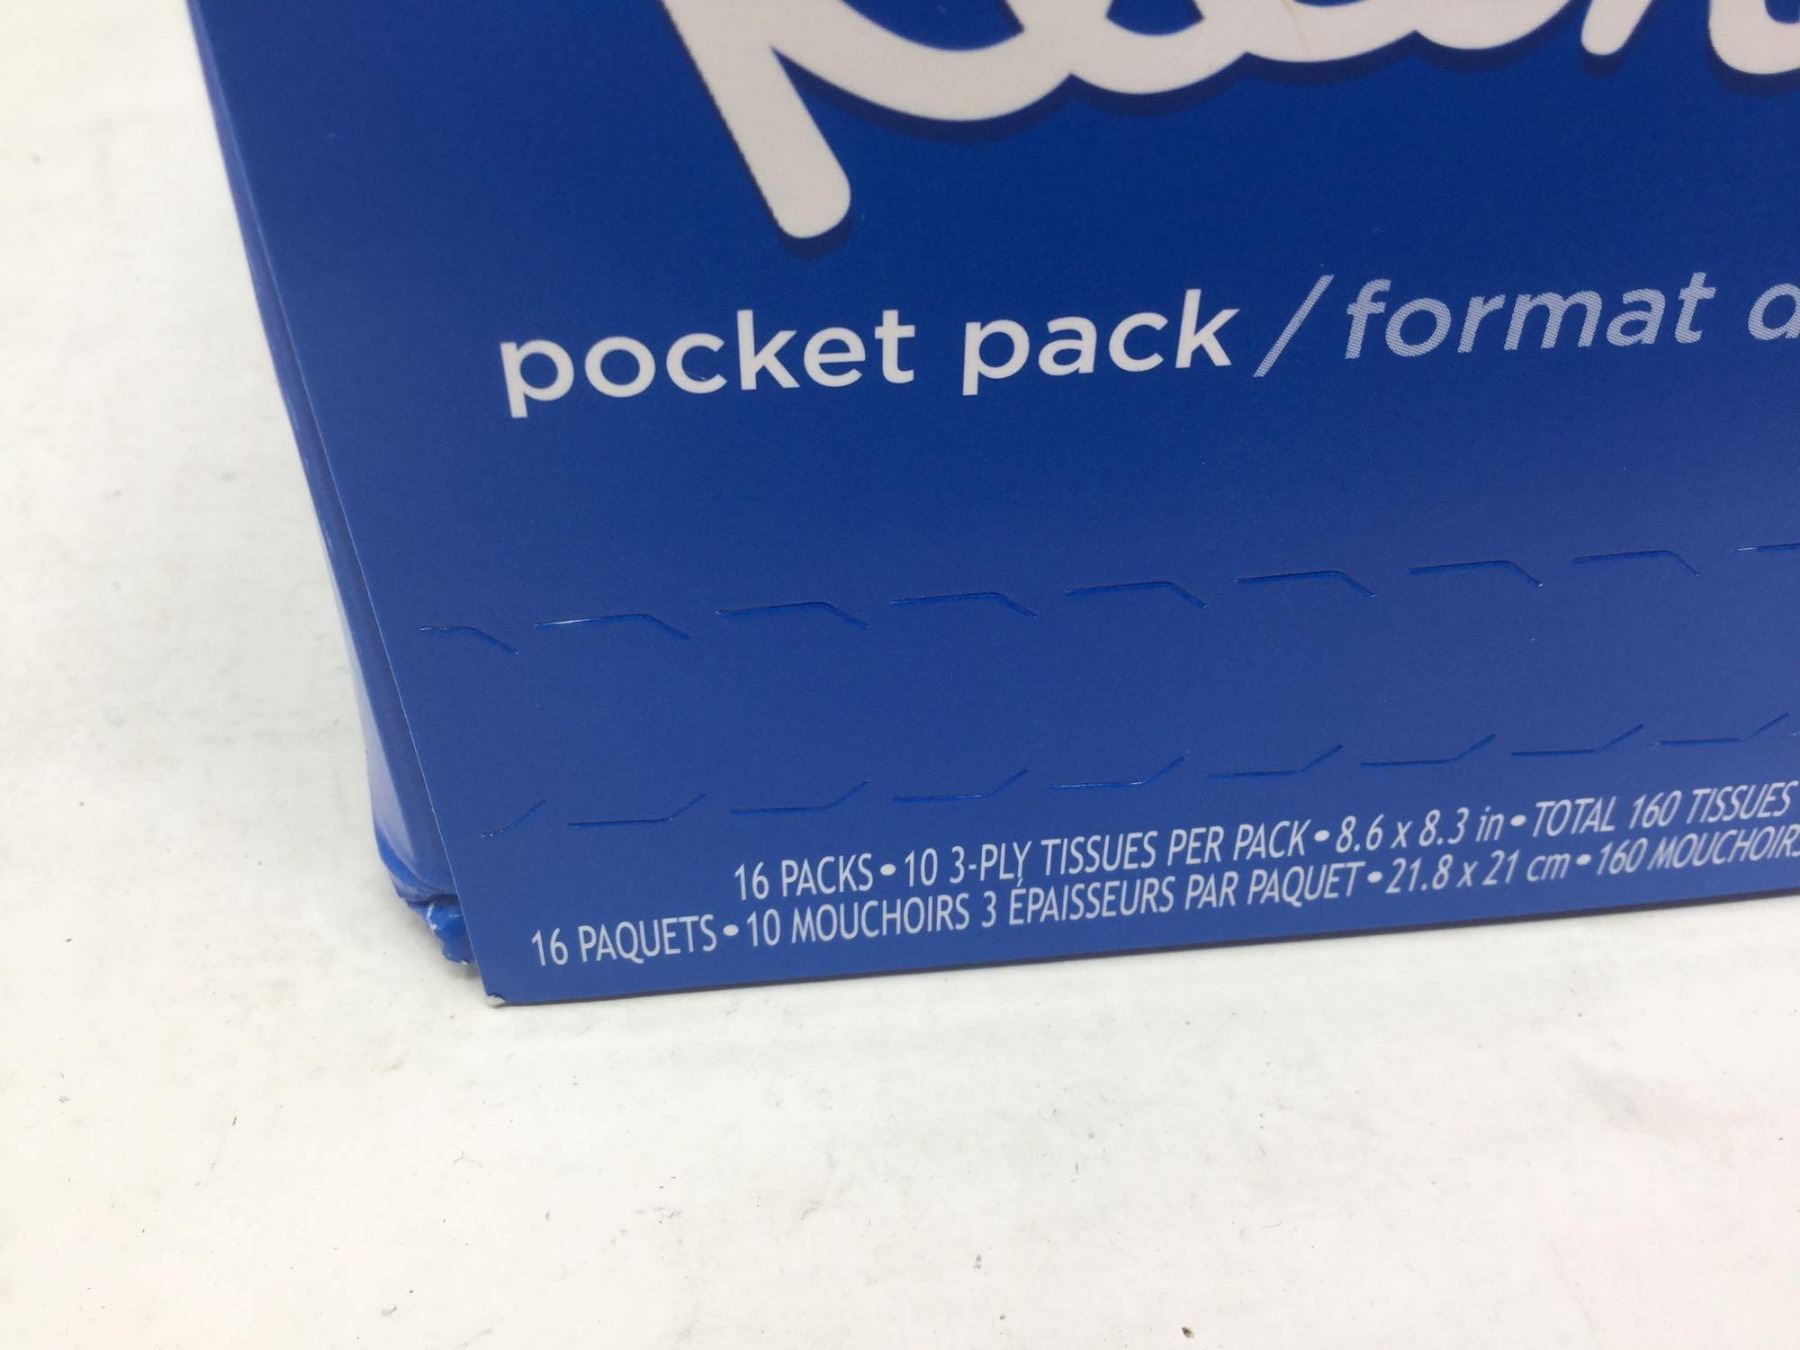 pocket pack / format
16 PACKS • 10 3-PLY TISSUES PER PACK • 8.6 x 8.3 in • TOTAL 160 TISSUES
16 PAQUETS • 10 MOUCHOIRS 3 ÉPAISSEURS PAR PAQUET • 21.8 x 21 cm • 160 MOUCHOIRS